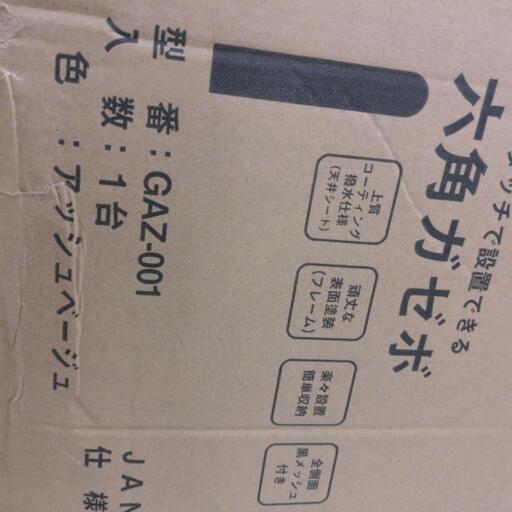 ッチで設置できる
六角ガゼボ
上質
コーティング
撥水仕様
(天井シート)
頑丈な
表面塗装
(フレーム)
楽々設置
簡単収納
全側面
黒メッシュ
付き
型 番:GAZ-001
入 数:1台
色 :アッシュベージュ
JAN
仕 様